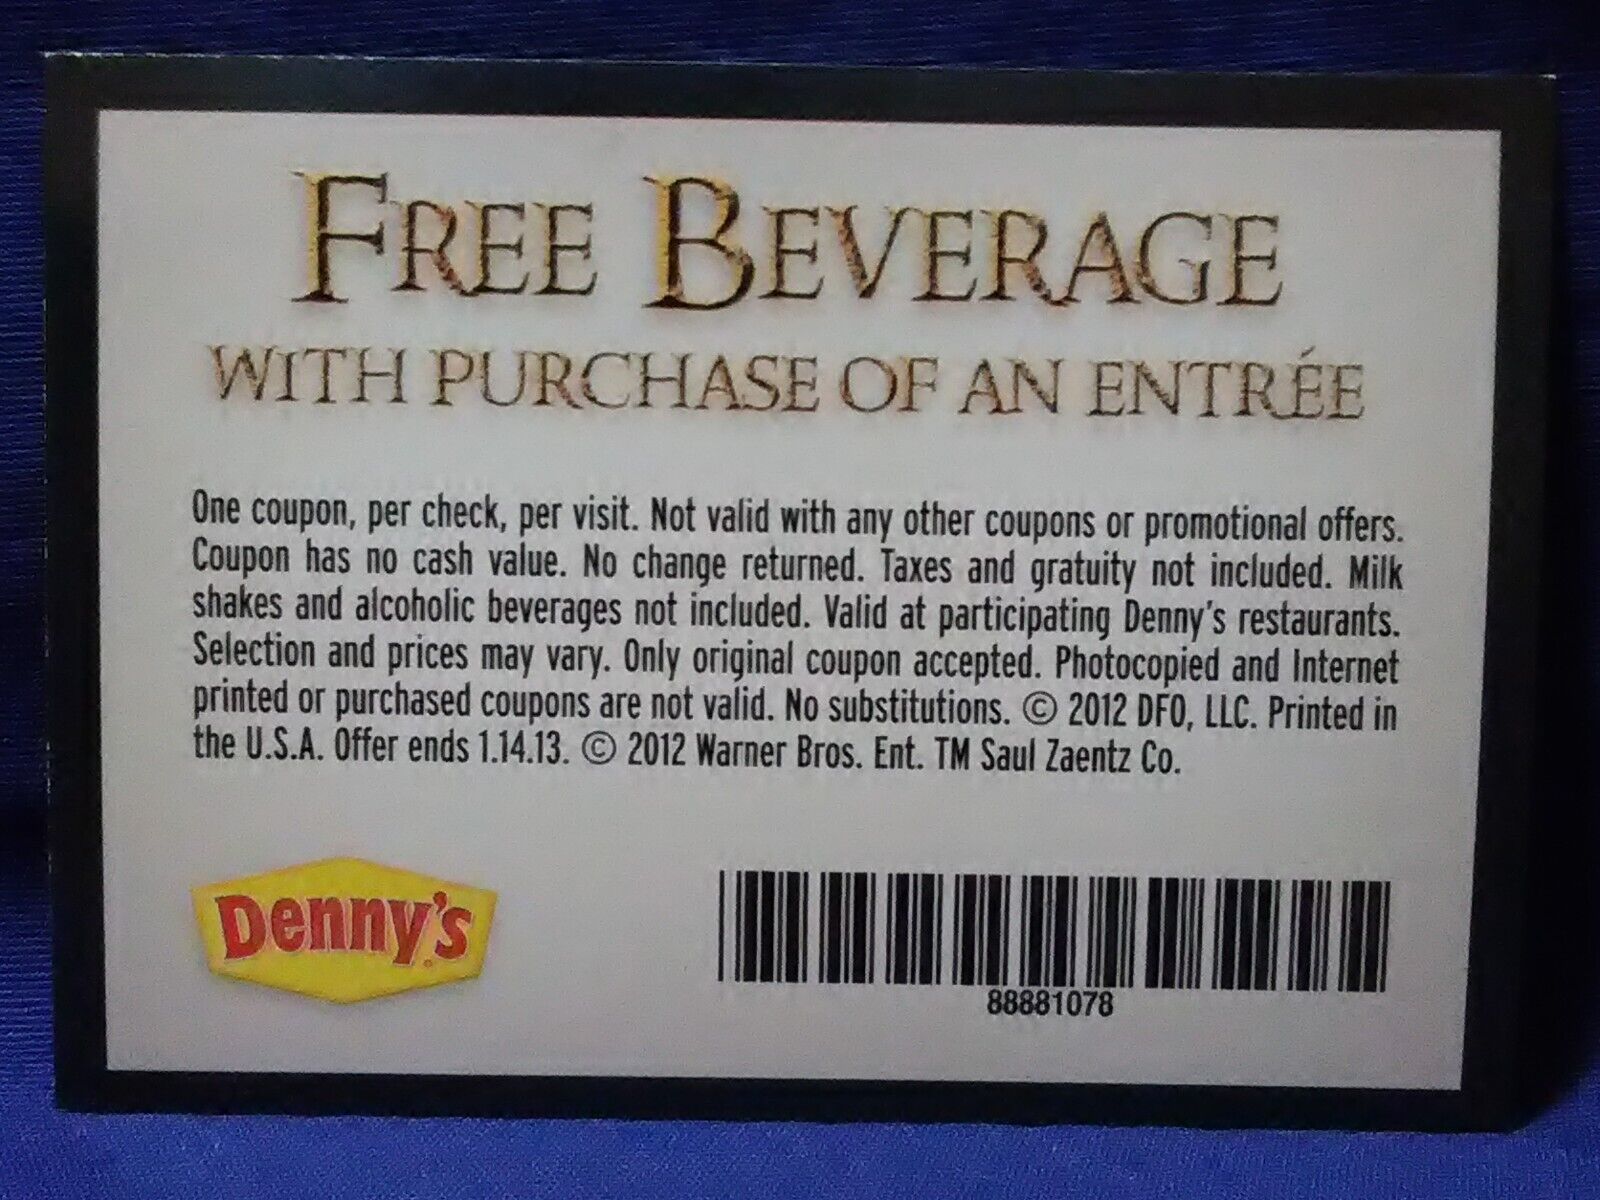 FREE BEVERAGE
WITH PURCHASE OF AN ENTRÉE
One coupon, per check, per visit. Not valid with any other coupons or promotional offers.
Coupon has no cash value. No change returned. Taxes and gratuity not included. Milk
shakes and alcoholic beverages not included. Valid at participating Denny's restaurants.
Selection and prices may vary. Only original coupon accepted. Photocopied and Internet
printed or purchased coupons are not valid. No substitutions. © 2012 DFO, LLC. Printed in
the U.S.A. Offer ends 1.14.13. © 2012 Warner Bros. Ent. TM Saul Zaentz Co.
Denny's
88881078